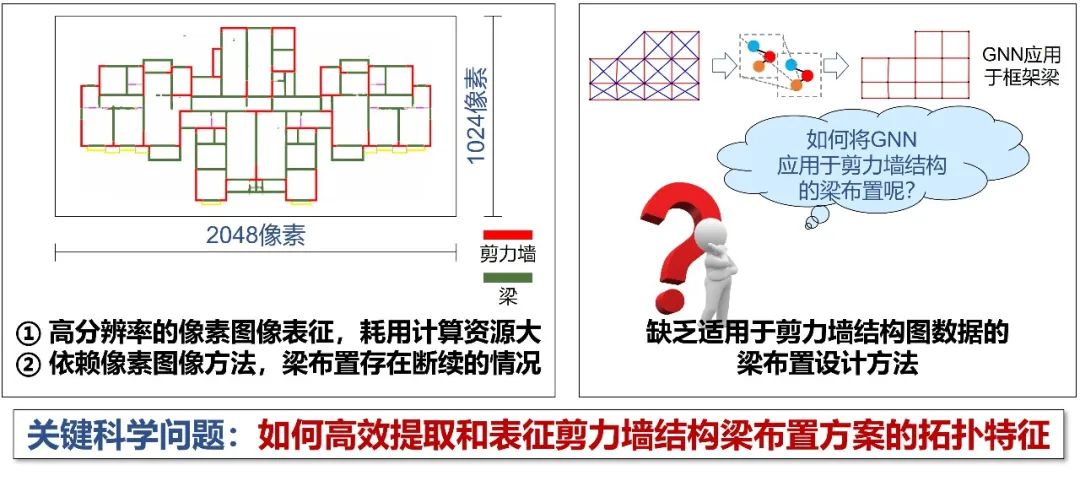 1024像素
2048像素
剪力墙
梁
① 高分辨率的像素图像表征，耗用计算资源大
② 依赖像素图像方法，梁布置存在断续的情况
GNN应用
于框架梁
如何将GNN
应用于剪力墙结构
的梁布置呢？
缺乏适用于剪力墙结构图数据的
梁布置设计方法
关键科学问题：如何高效提取和表征剪力墙结构梁布置方案的拓扑特征